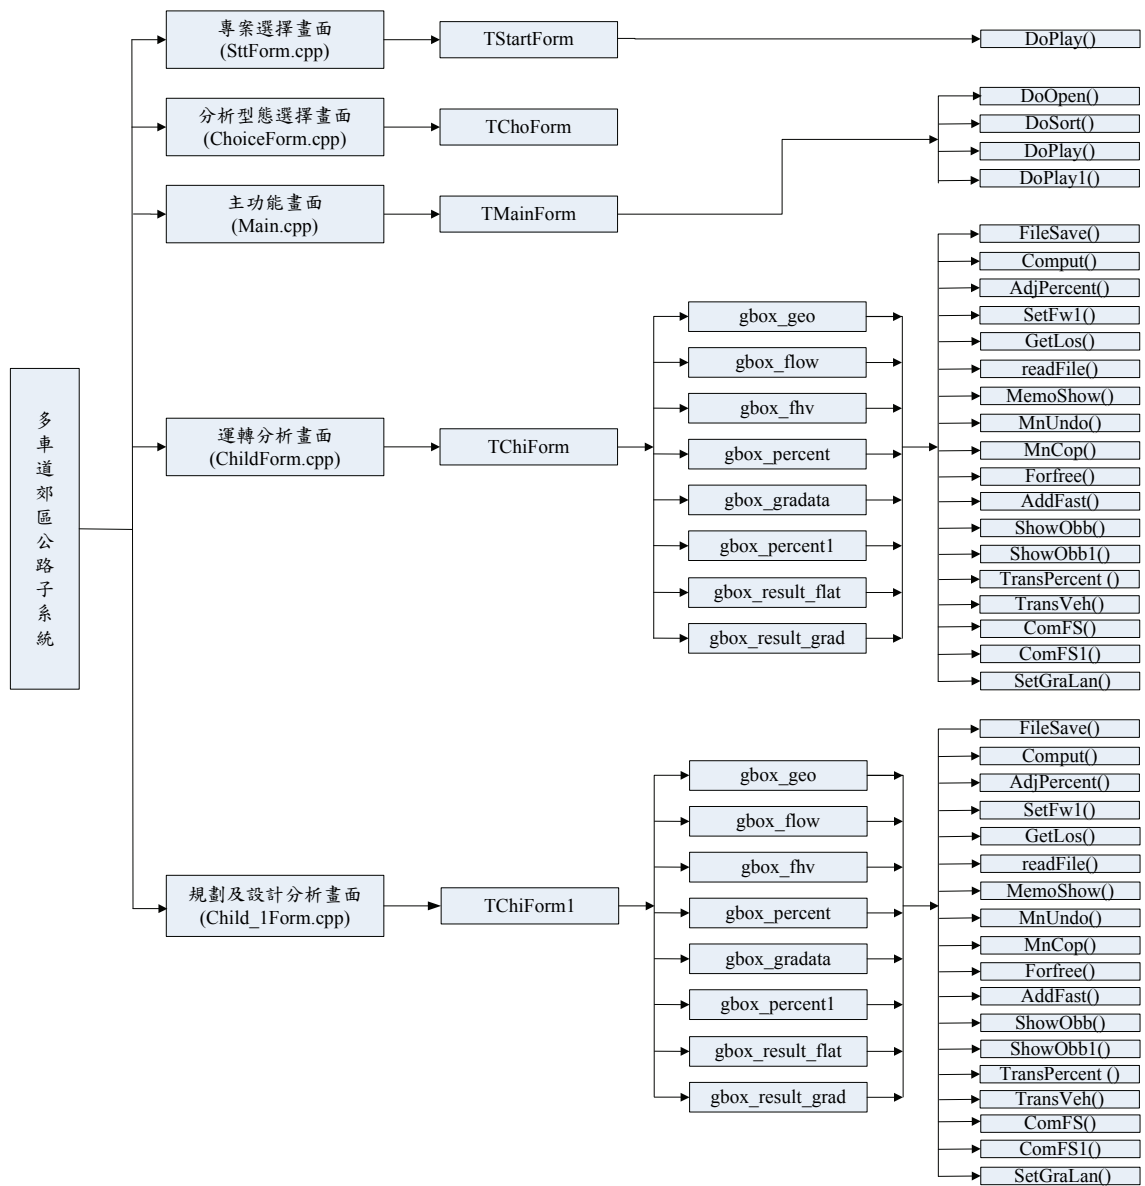 多車道郊區公路子系統
專案選擇畫面
(SttForm.cpp)
TStartForm
DoPlay()
分析型態選擇畫面
(ChoiceForm.cpp)
TChoForm
主功能畫面
(Main.cpp)
TMainForm
DoOpen()
DoSort()
DoPlay()
DoPlay1()
運轉分析畫面
(ChildForm.cpp)
TChiForm
gbox_geo
gbox_flow
gbox_fhv
gbox_percent
gbox_gradata
gbox_percent1
gbox_result_flat
gbox_result_grad
FileSave()
Comput()
AdjPercent()
SetFw1()
GetLos()
readFile()
MemoShow()
MnUndo()
MnCop()
Forfree()
AddFast()
ShowObb()
ShowObb1()
TransPercent ()
TransVeh()
ComFS()
ComFS1()
SetGraLan()
規劃及設計分析畫面
(Child_1Form.cpp)
TChiForm1
gbox_geo
gbox_flow
gbox_fhv
gbox_percent
gbox_gradata
gbox_percent1
gbox_result_flat
gbox_result_grad
FileSave()
Comput()
AdjPercent()
SetFw1()
GetLos()
readFile()
MemoShow()
MnUndo()
MnCop()
Forfree()
AddFast()
ShowObb()
ShowObb1()
TransPercent ()
TransVeh()
ComFS()
ComFS1()
SetGraLan()